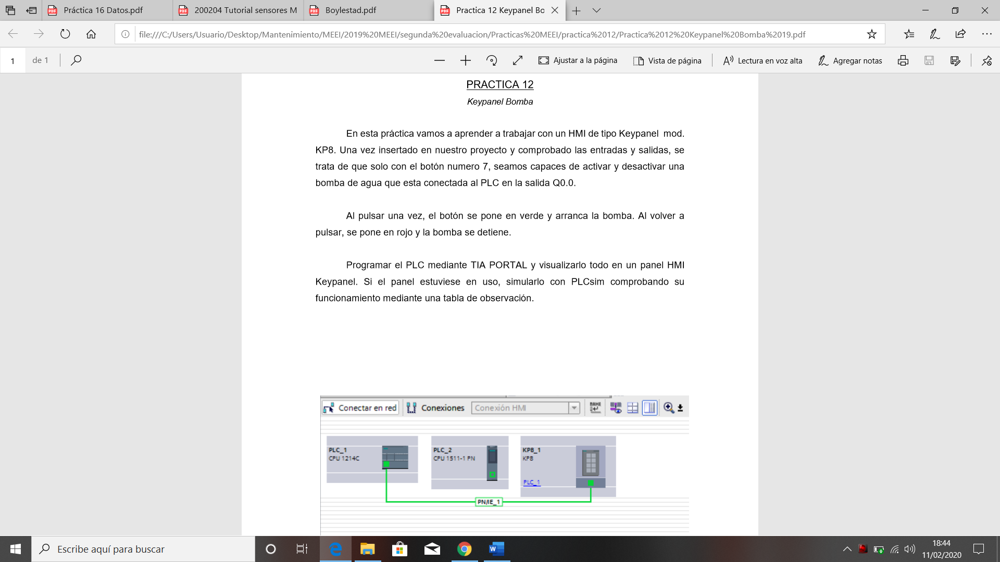 Práctica 16 Datos.pdf
200204 Tutorial sensores M
Boylestad.pdf
Practica 12 Keypanel Bo
file:///C:/Users/Usuario/Desktop/Mantenimiento/MEEI/2019%20MEEI/segunda%20evaluacion/Practicas%20MEEI/practica%2012/Practica%2012%20Keypanel%20Bomba%2019.pdf
1 de 1
Ajustar a la página
Vista de página
Lectura en voz alta
Agregar notas
PRACTICA 12
Keypanel Bomba
En esta práctica vamos a aprender a trabajar con un HMI de tipo Keypanel mod.
KP8. Una vez insertado en nuestro proyecto y comprobado las entradas y salidas, se
trata de que solo con el botón numero 7, seamos capaces de activar y desactivar una
bomba de agua que esta conectada al PLC en la salida Q0.0.
Al pulsar una vez, el botón se pone en verde y arranca la bomba. Al volver a
pulsar, se pone en rojo y la bomba se detiene.
Programar el PLC mediante TIA PORTAL y visualizarlo todo en un panel HMI
Keypanel. Si el panel estuviese en uso, simularlo con PLCsim comprobando su
funcionamiento mediante una tabla de observación.
Conectar en red
Conexiones
Conexión HMI
NAME
PLC_1
CPU 1214C
PLC_2
CPU 1511-1 PN
KP8_1
KP8
PLC_1
PN/IE_1
Escribe aquí para buscar
18:44
11/02/2020